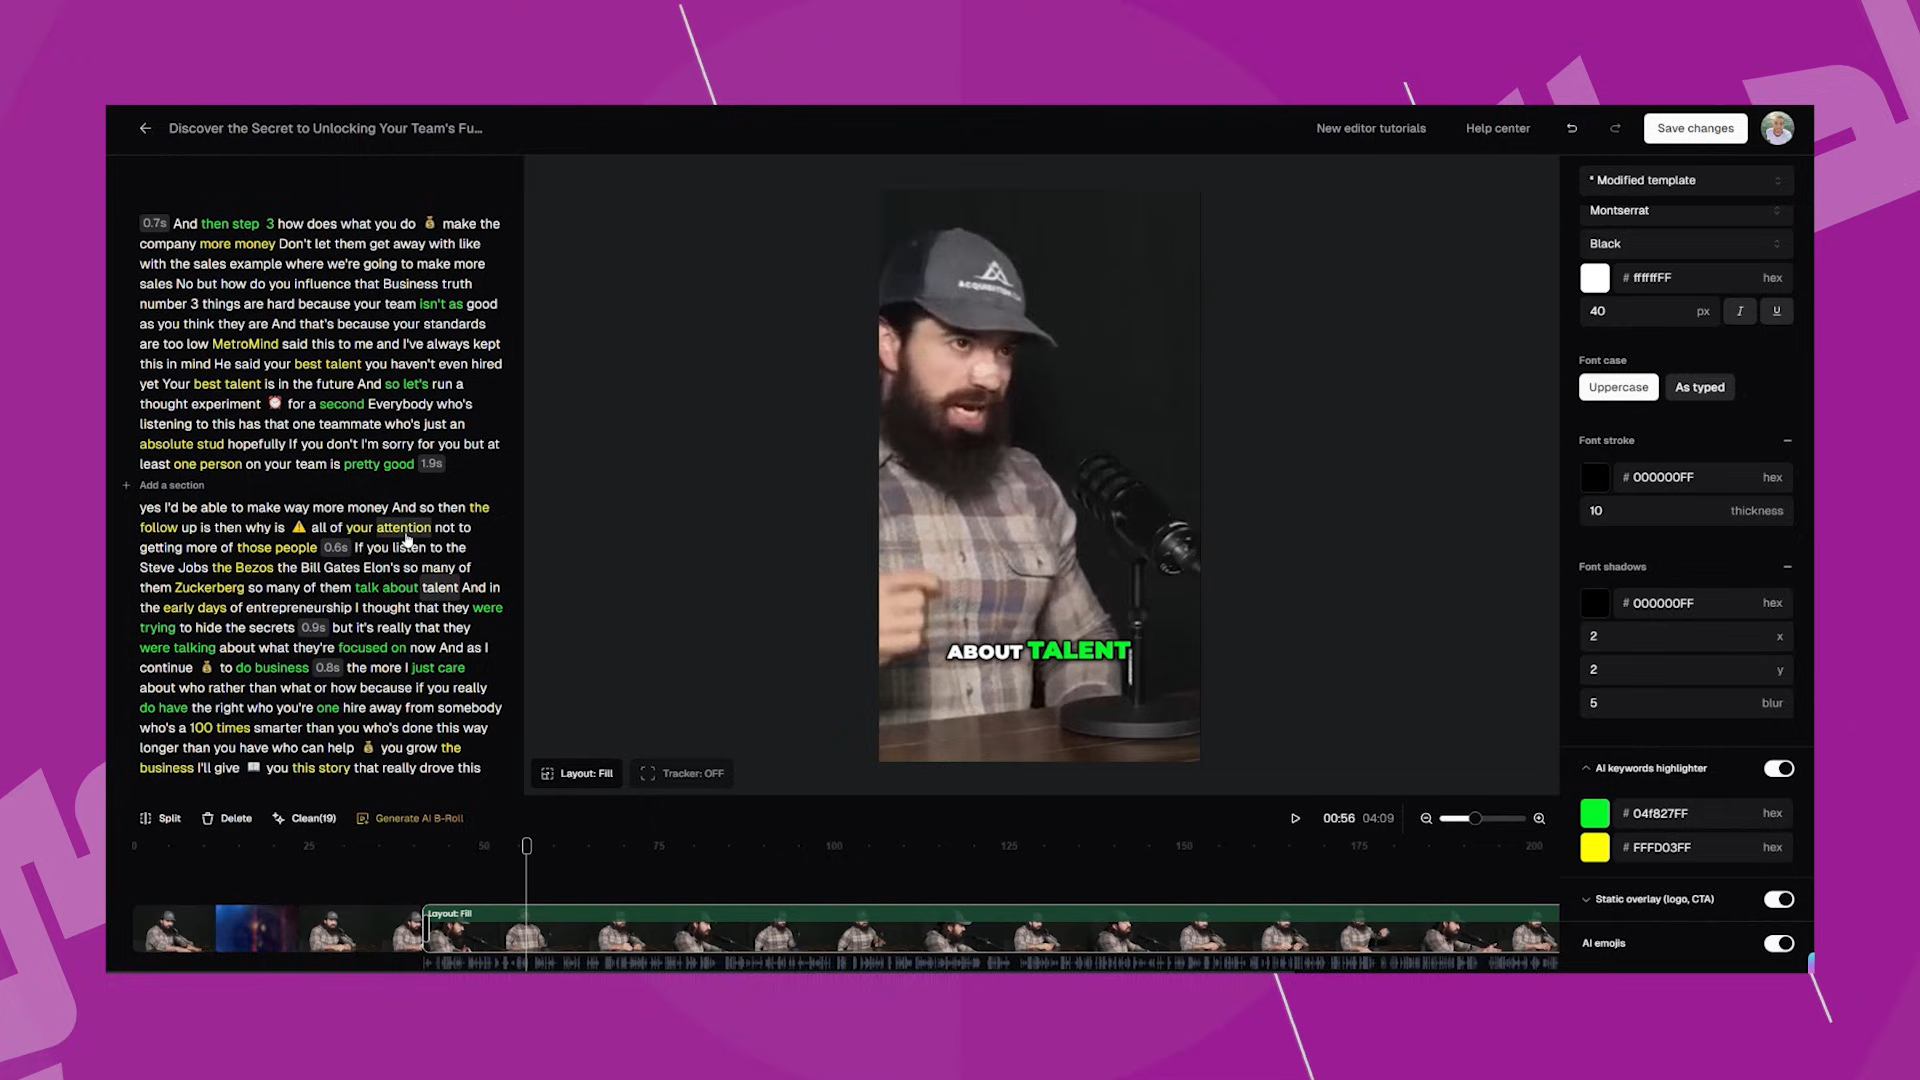 Discover the Secret to Unlocking Your Team's Fu...
New editor tutorials
Help center
Save changes
0.7s And then step 3 how does what you do 💰 make the
company more money Don't let them get away with like
with the sales example where we're going to make more
sales No but how do you influence that Business truth
number 3 things are hard because your team isn't as good
as you think they are And that's because your standards
are too low MetroMind said this to me and I've always kept
this in mind He said your best talent you haven't even hired
yet Your best talent is in the future And so let's run a
thought experiment ⏰ for a second Everybody who's
listening to this has that one teammate who's just an
absolute stud hopefully If you don't I'm sorry for you but at
least one person on your team is pretty good 1.9s
+ Add a section
yes I'd be able to make way more money And so then the
follow up is then why is ⚠️ all of your attention not to
getting more of those people 0.6s If you listen to the
Steve Jobs the Bezos the Bill Gates Elon's so many of
them Zuckerberg so many of them talk about talent And in
the early days of entrepreneurship I thought that they were
trying to hide the secrets 0.9s but it's really that they
were talking about what they're focused on now And as I
continue 💰 to do business 0.8s the more I just care
about who rather than what or how because if you really
do have the right who you're one hire away from somebody
who's a 100 times smarter than you who's done this way
longer than you have who can help 💰 you grow the
business I'll give 📖 you this story that really drove this
ABOUT TALENT
Layout: Fill
Tracker: OFF
* Modified template
Montserrat
Black
# ffffffFF hex
40 px I U
Font case
Uppercase
As typed
Font stroke
# 000000FF hex
10 thickness
Font shadows
# 000000FF hex
2 x
2 y
5 blur
AI keywords highlighter
# 04f827FF hex
# FFFD03FF hex
Static overlay (logo, CTA)
AI emojis
Split
Delete
Clean(19)
Generate AI B-Roll
00:56 04:09
0 25 50 75 100 125 150 175 200
Layout: Fill